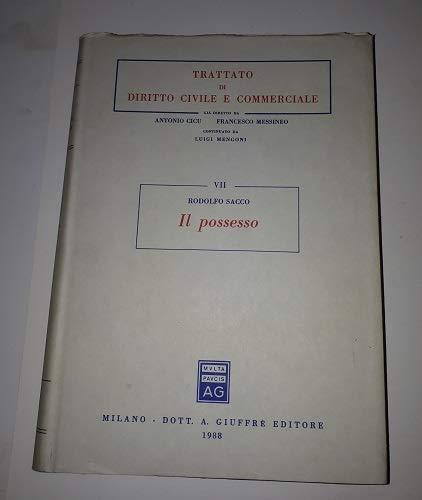 TRATTATO
DI
DIRITTO CIVILE E COMMERCIALE
GIÀ DIRETTO DA
ANTONIO CICU FRANCESCO MESSINEO
CONTINUATO DA
LUIGI MENGONI
VII
RODOLFO SACCO
Il possesso
MVLTA
PAVCIS
AG
MILANO - DOTT. A. GIUFFRÈ EDITORE
1988